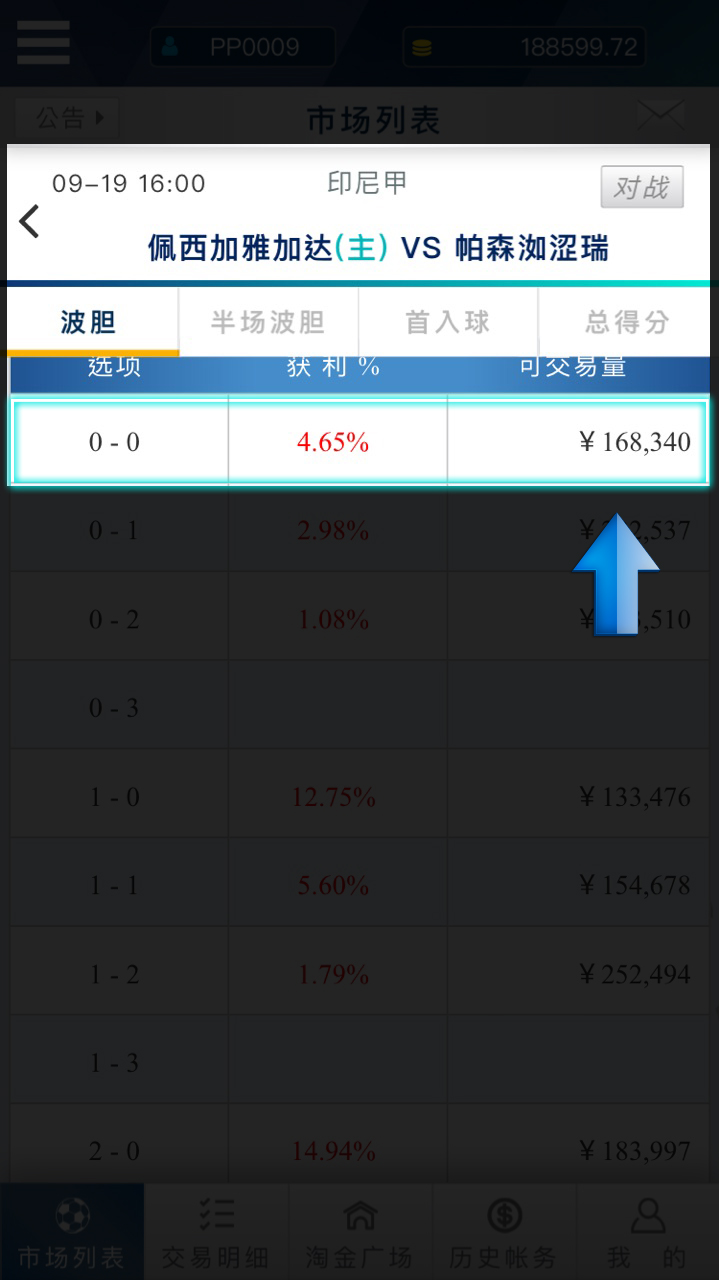 PP0009 188599.72
公告 市场列表
09-19 16:00 印尼甲 对战
佩西加雅加达(主) VS 帕森洳涩瑞
波胆 半场波胆 首入球 总得分
选项 获利% 可交易量
0 - 0 4.65% ¥168,340
0 - 1 2.98% ¥
0 - 2 1.08% ¥
0 - 3
1 - 0 12.75% ¥133,476
1 - 1 5.60% ¥154,678
1 - 2 1.79% ¥252,494
1 - 3
2 - 0 14.94% ¥183,997
市场列表 交易明细 淘金广场 历史帐务 我 的